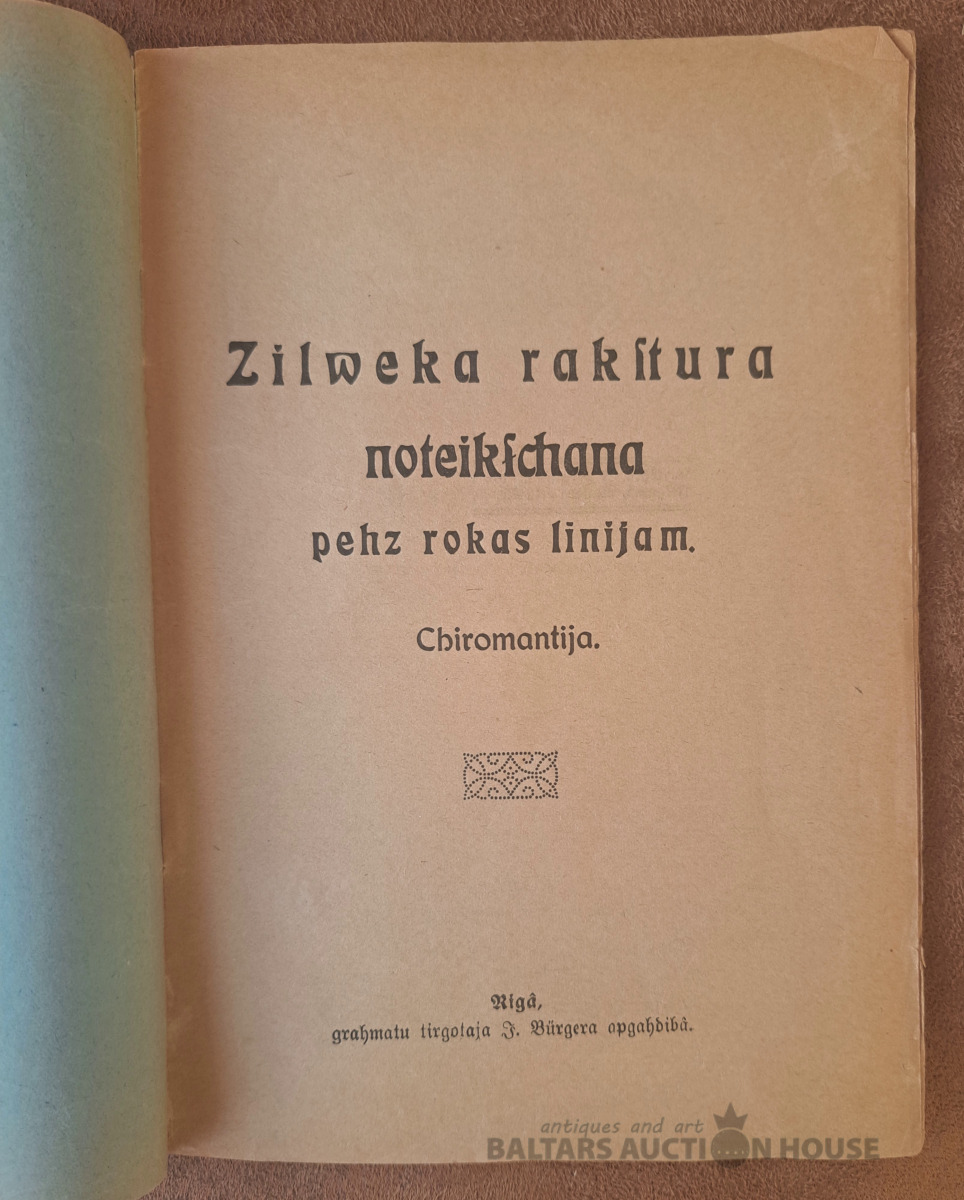 Zilweka rakſtura
noteikſchana
pehz rokas linijam.
Chiromantija.
Rigâ,
grahmatu tirgotaja J. Bürgera apgahdibâ.
antiques and art
BALTARS AUCTION HOUSE